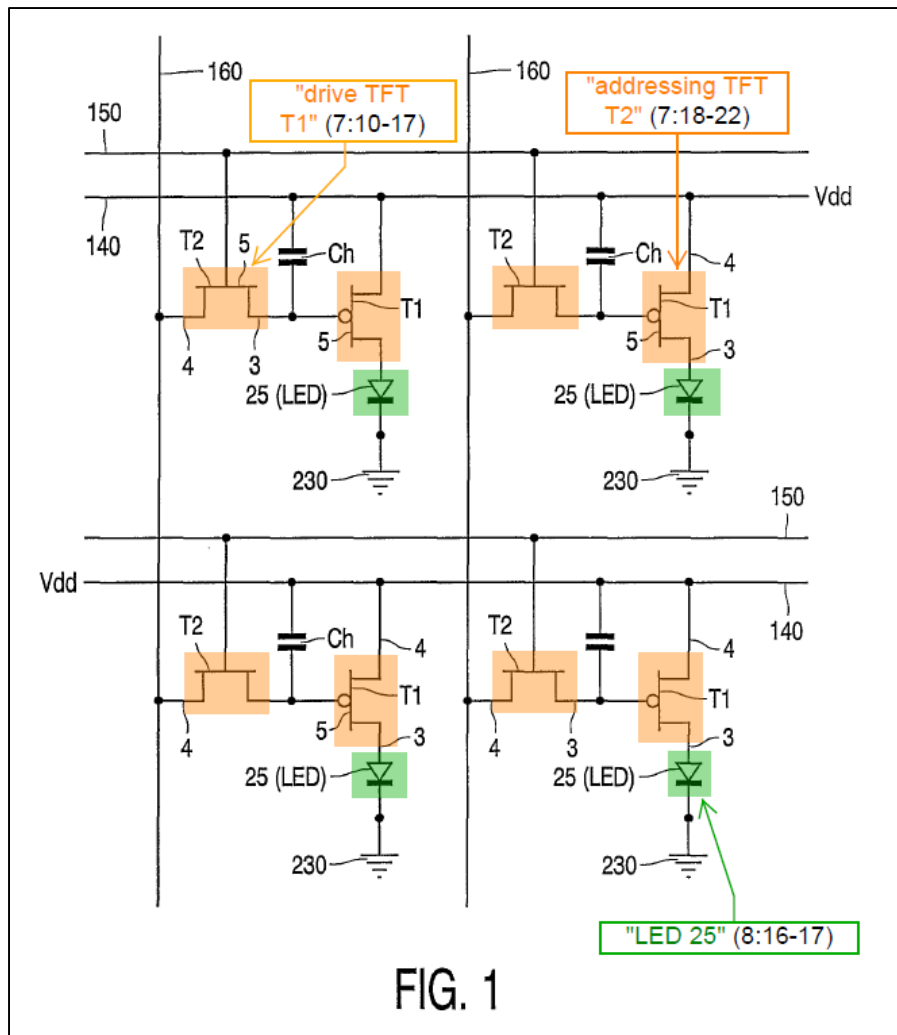 160
160
"drive TFT
T1" (7:10-17)
"addressing TFT
T2" (7:18-22)
150
140
Vdd
T2
5
Ch
T1
5
4
3
25 (LED)
230
T2
Ch
4
T1
5
3
25 (LED)
230
150
Vdd
140
T2
Ch
4
T1
5
4
3
25 (LED)
230
T2
4
T1
4
3
3
25 (LED)
230
"LED 25" (8:16-17)
FIG. 1